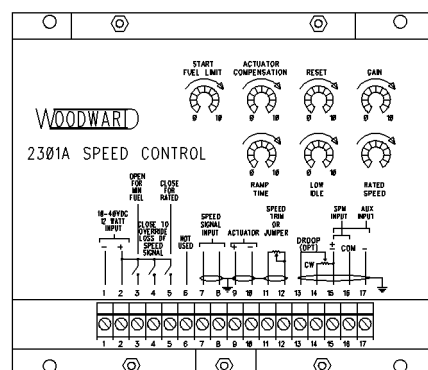 START
FUEL LIMIT
ACTUATOR
COMPENSATION
RESET
GAIN
0 10 0 10 0 10 0 10
WOODWARD
2301A SPEED CONTROL
0 10 0 10 0 10
RAMP
TIME
LOW
IDLE
RATED
SPEED
OPEN
FOR
MIN
FUEL
CLOSE
FOR
RATED
10-40VDC
12 WATT
INPUT
CLOSE TO
OVERRIDE
LOSS OF
SPEED
SIGNAL
NOT
USED
SPEED
SIGNAL
INPUT
ACTUATOR
SPEED
TRIM
OR
JUMPER
SPM
INPUT
AUX
INPUT
DROOP
(OPT)
CW
COM
- + + - ± -
1 2 3 4 5 6 7 8 9 10 11 12 13 14 15 16 17
1 2 3 4 5 6 7 8 9 10 11 12 13 14 15 16 17